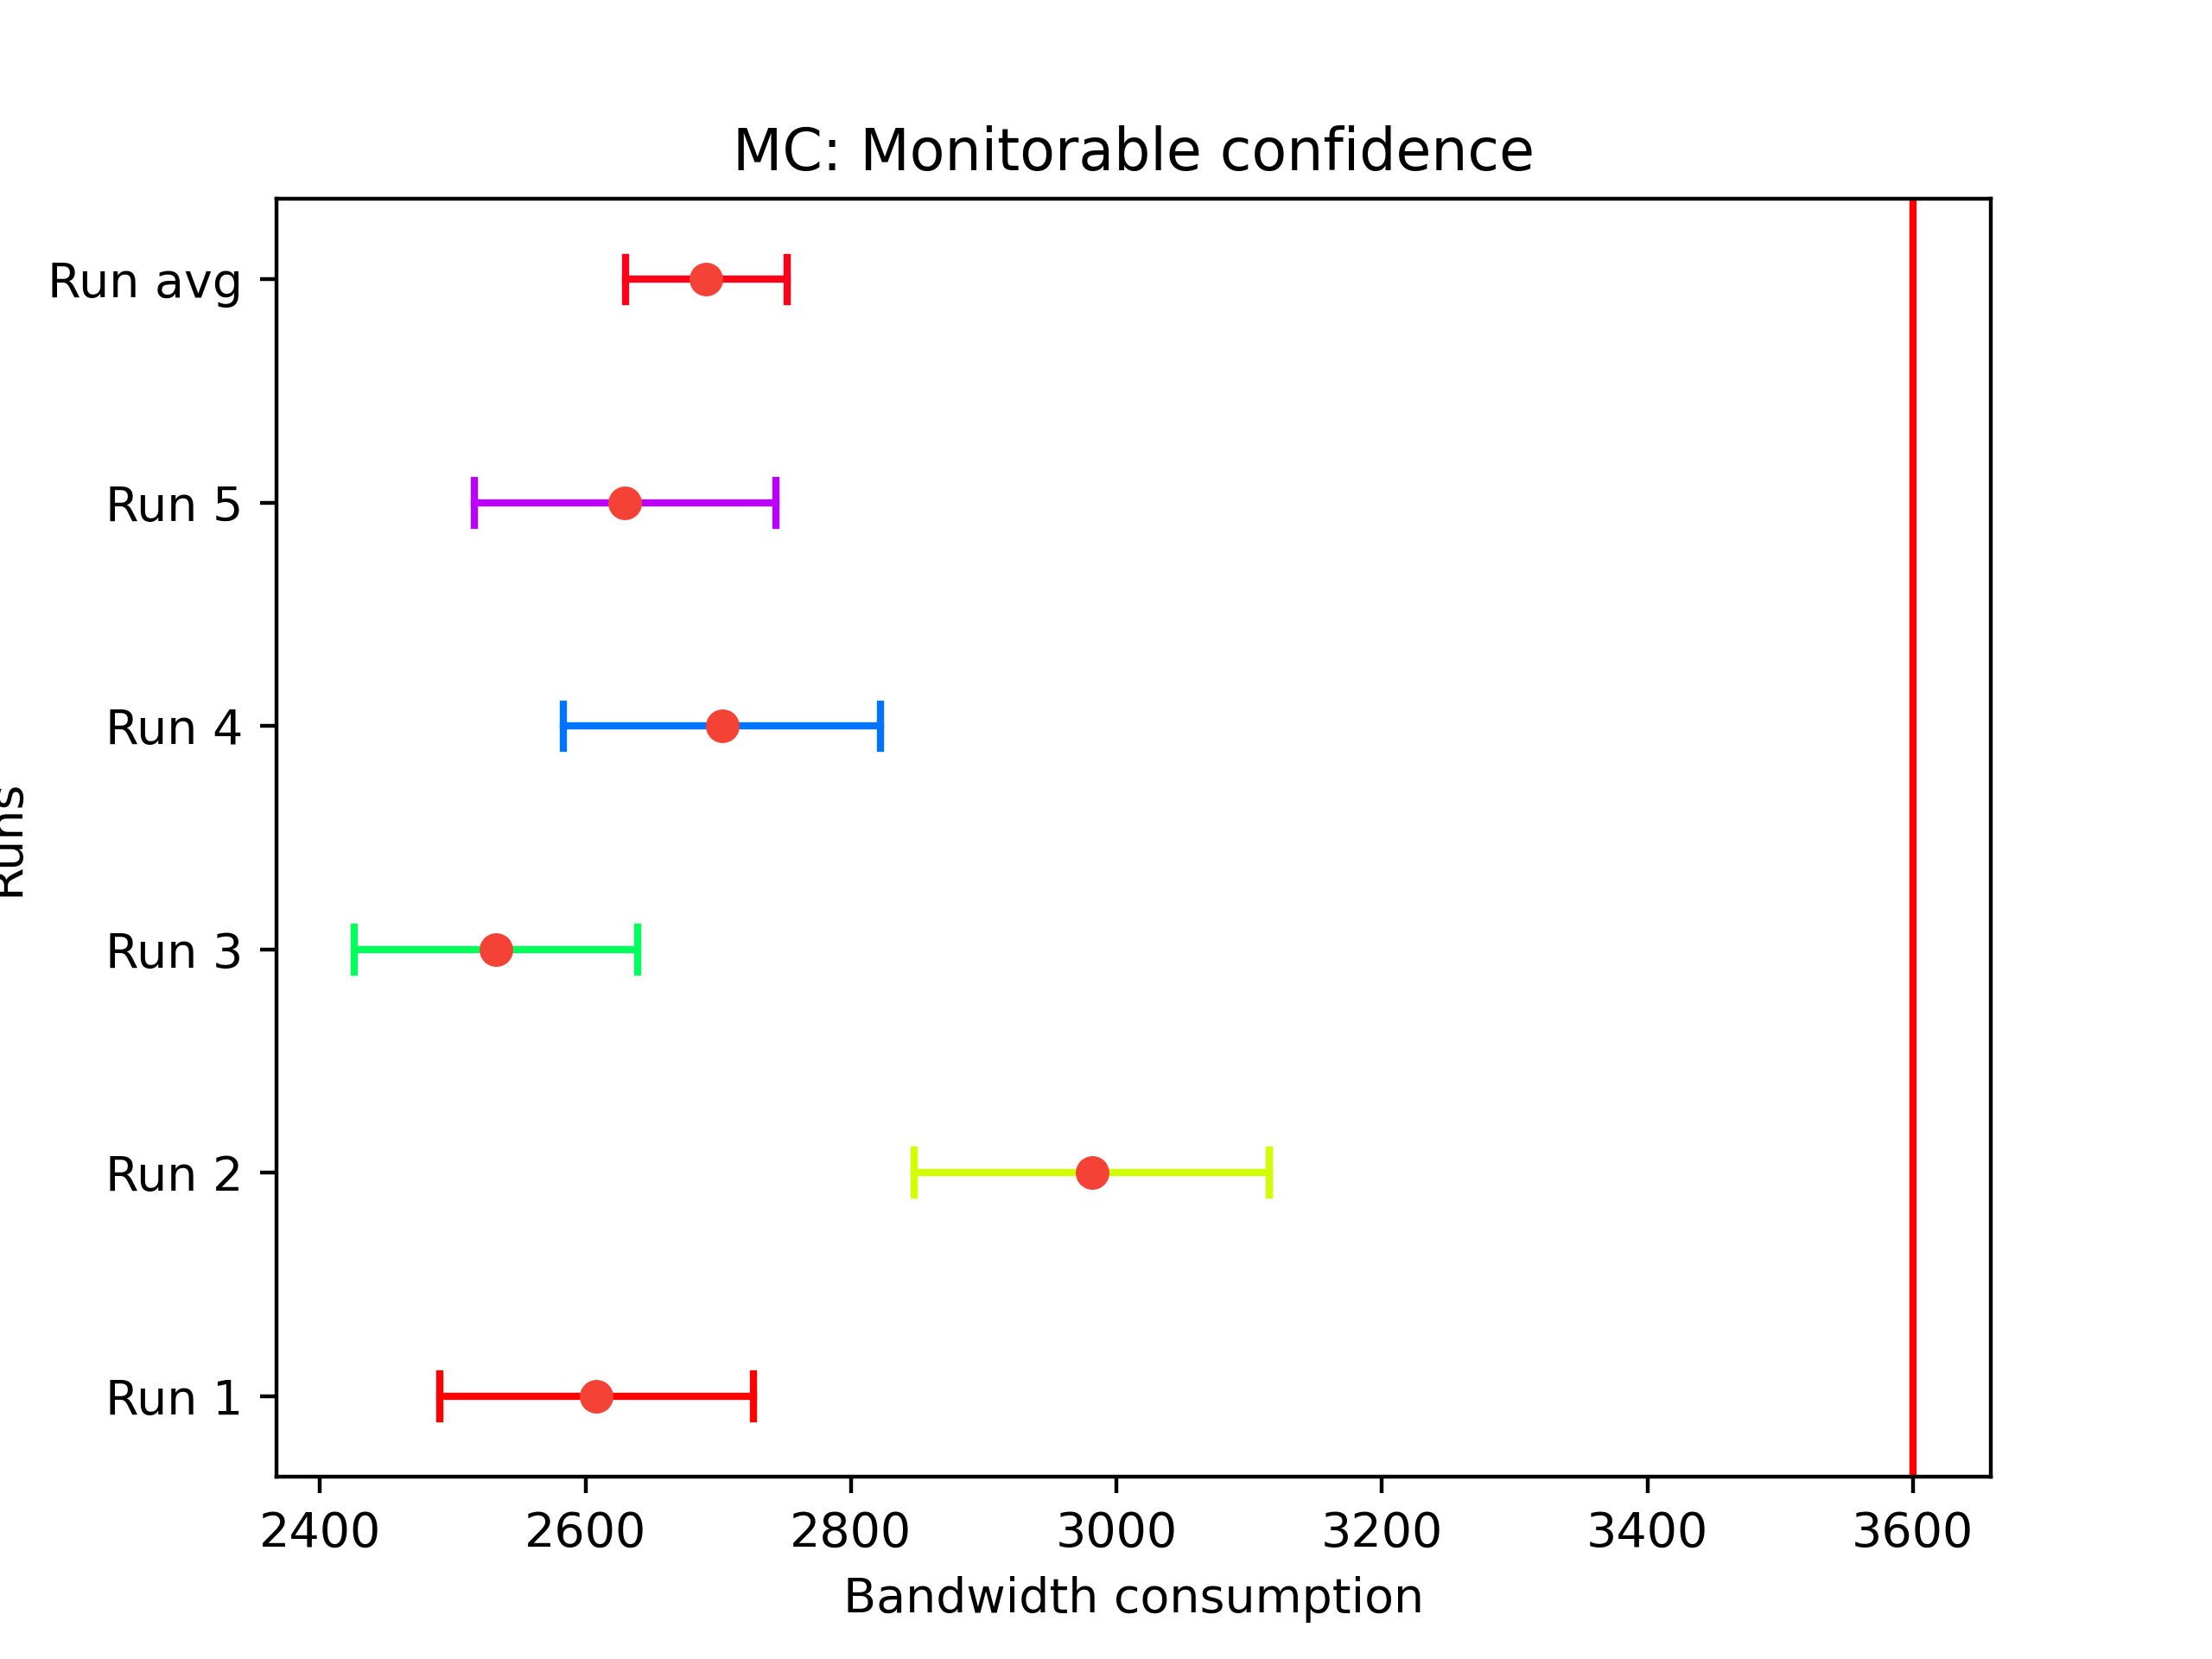 MC: Monitorable confidence
Run avg
Run 5
Run 4
Run 3
Run 2
Run 1
Runs
2400 2600 2800 3000 3200 3400 3600
Bandwidth consumption